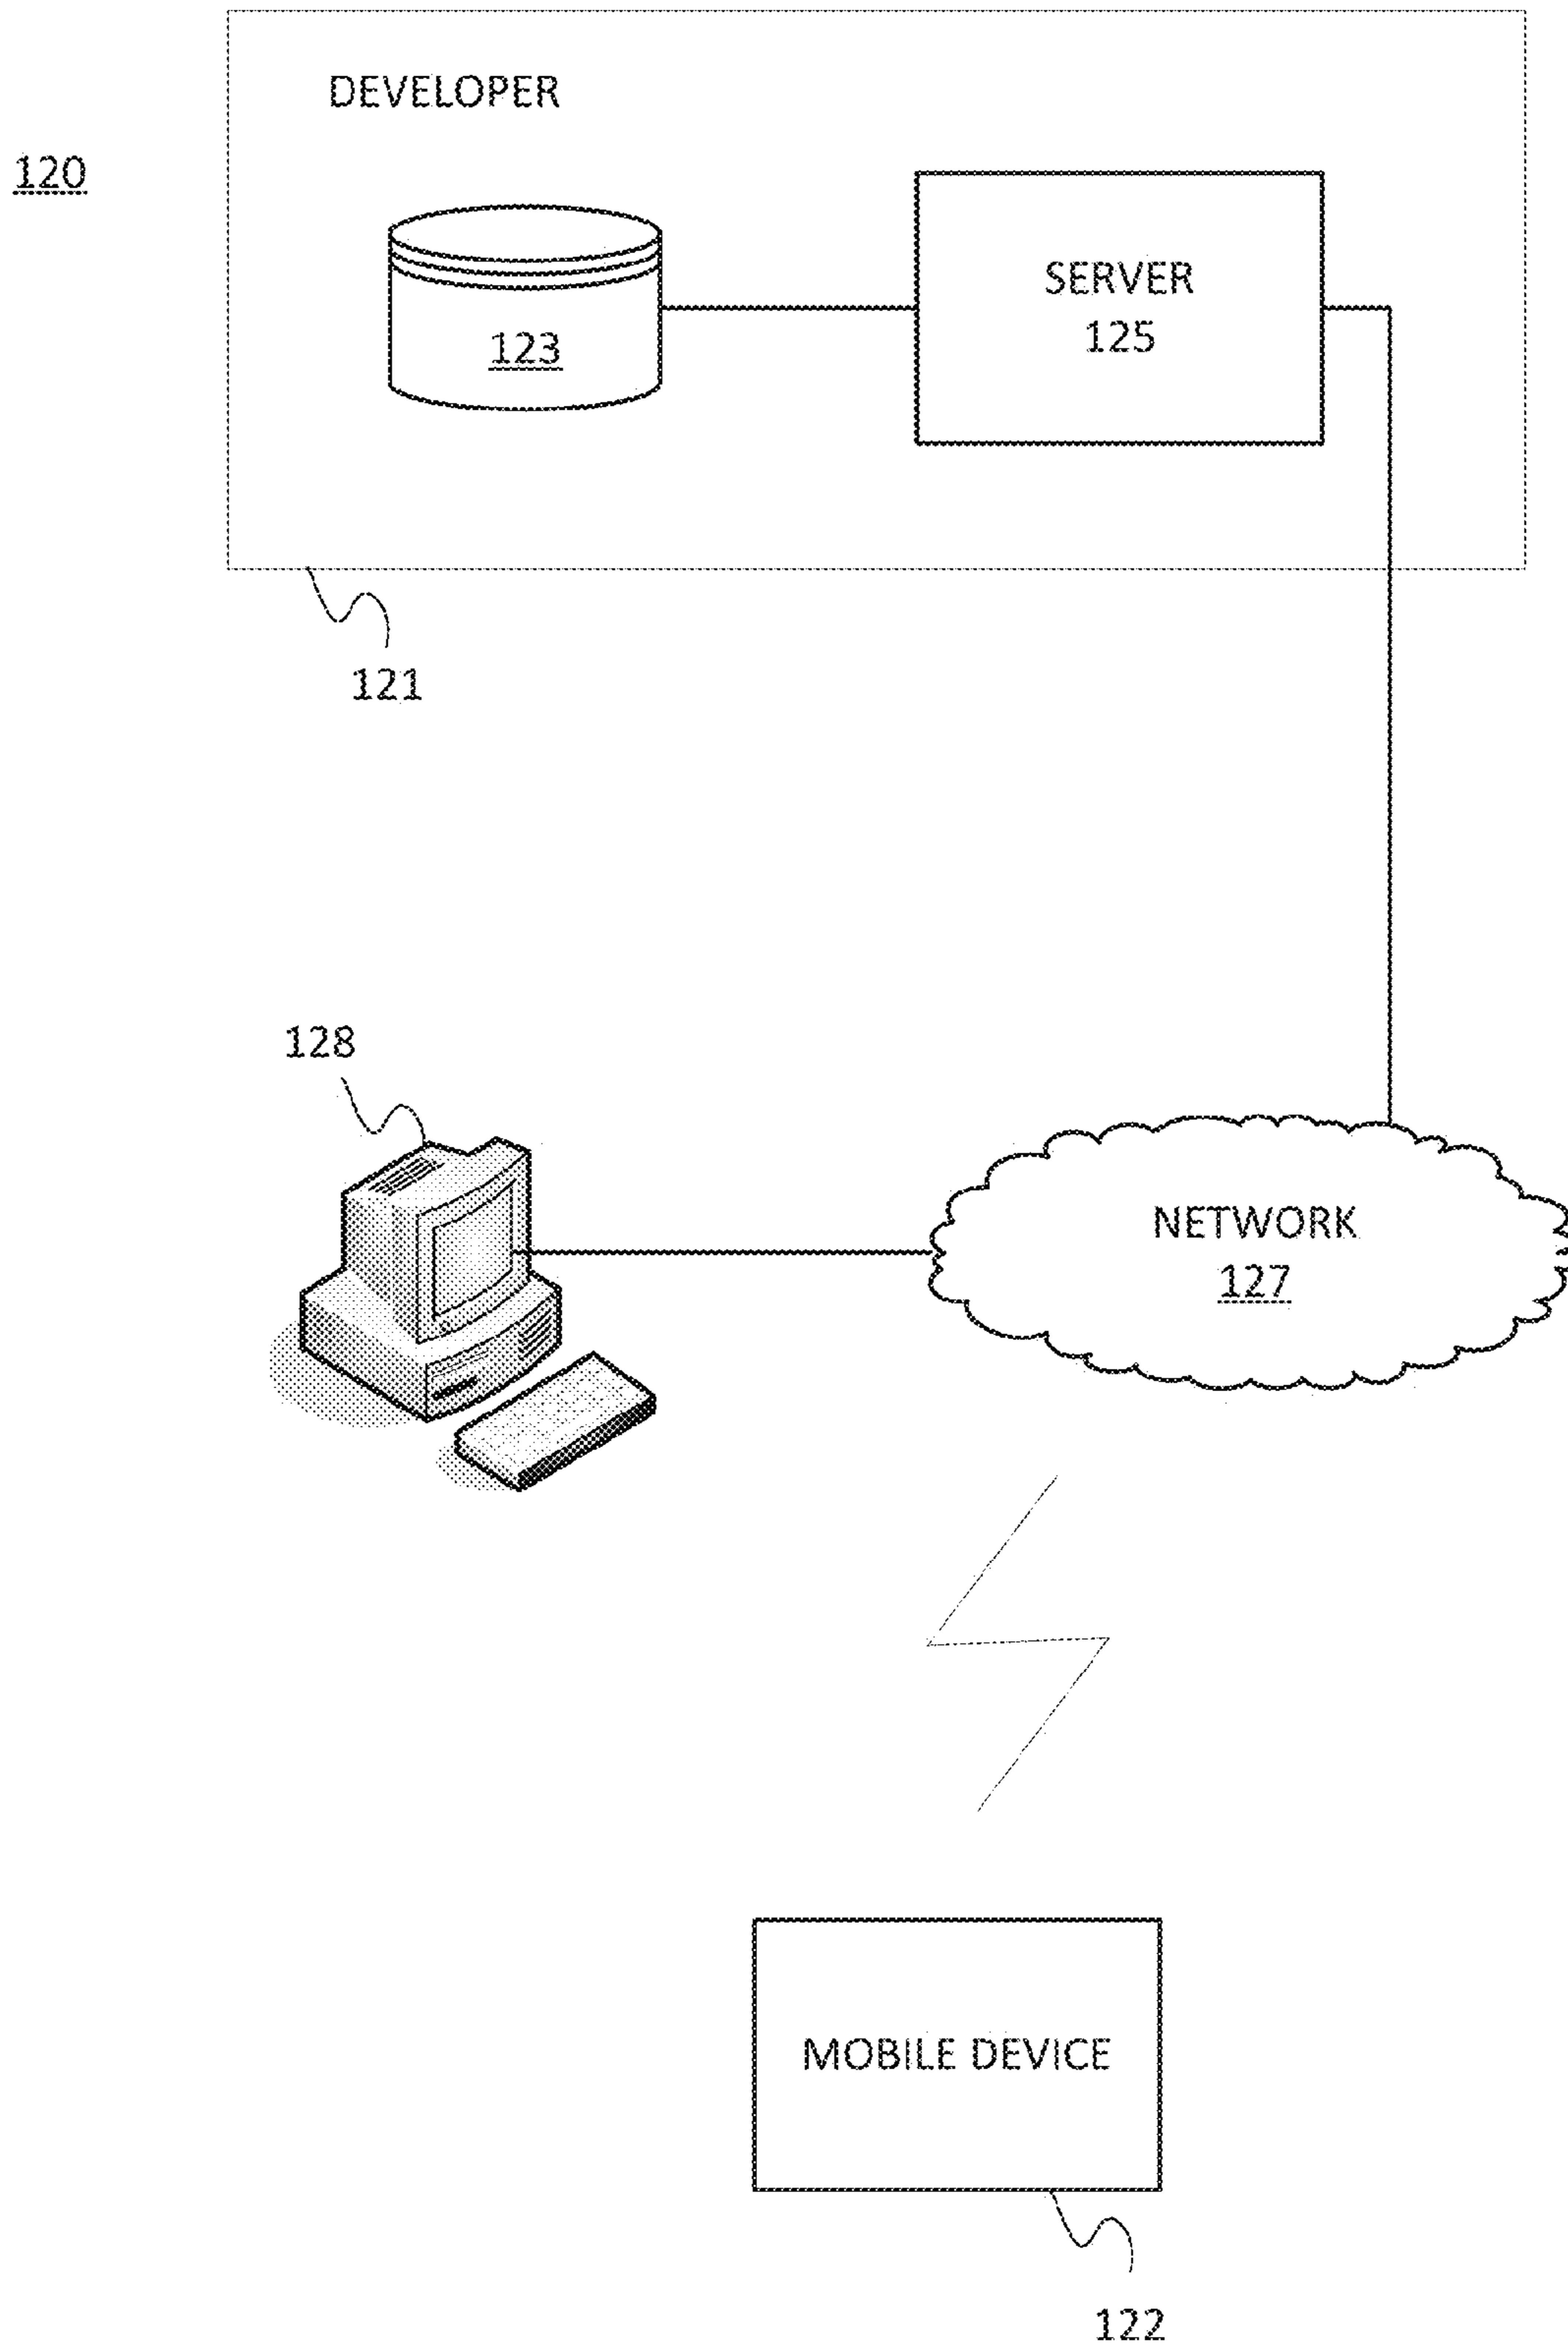 DEVELOPER
120
SERVER
125
123
121
128
NETWORK
127
MOBILE DEVICE
122